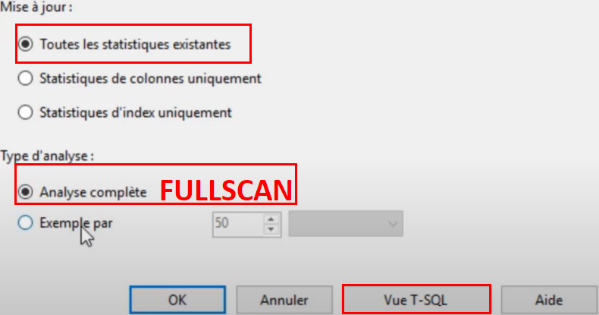 Mise à jour :
Toutes les statistiques existantes
Statistiques de colonnes uniquement
Statistiques d'index uniquement
Type d'analyse :
Analyse complète FULLSCAN
Exemple par 50
OK Annuler Vue T-SQL Aide